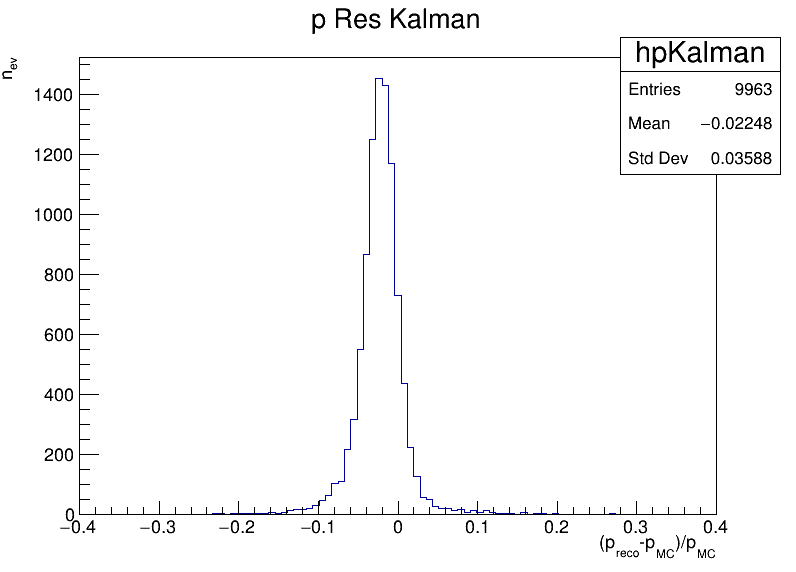 p Res Kalman
hpKalman
Entries 9963
Mean −0.02248
Std Dev 0.03588
n_ev
1400
1200
1000
800
600
400
200
0
−0.4 −0.3 −0.2 −0.1 0 0.1 0.2 0.3 0.4
(p_reco-p_MC)/p_MC